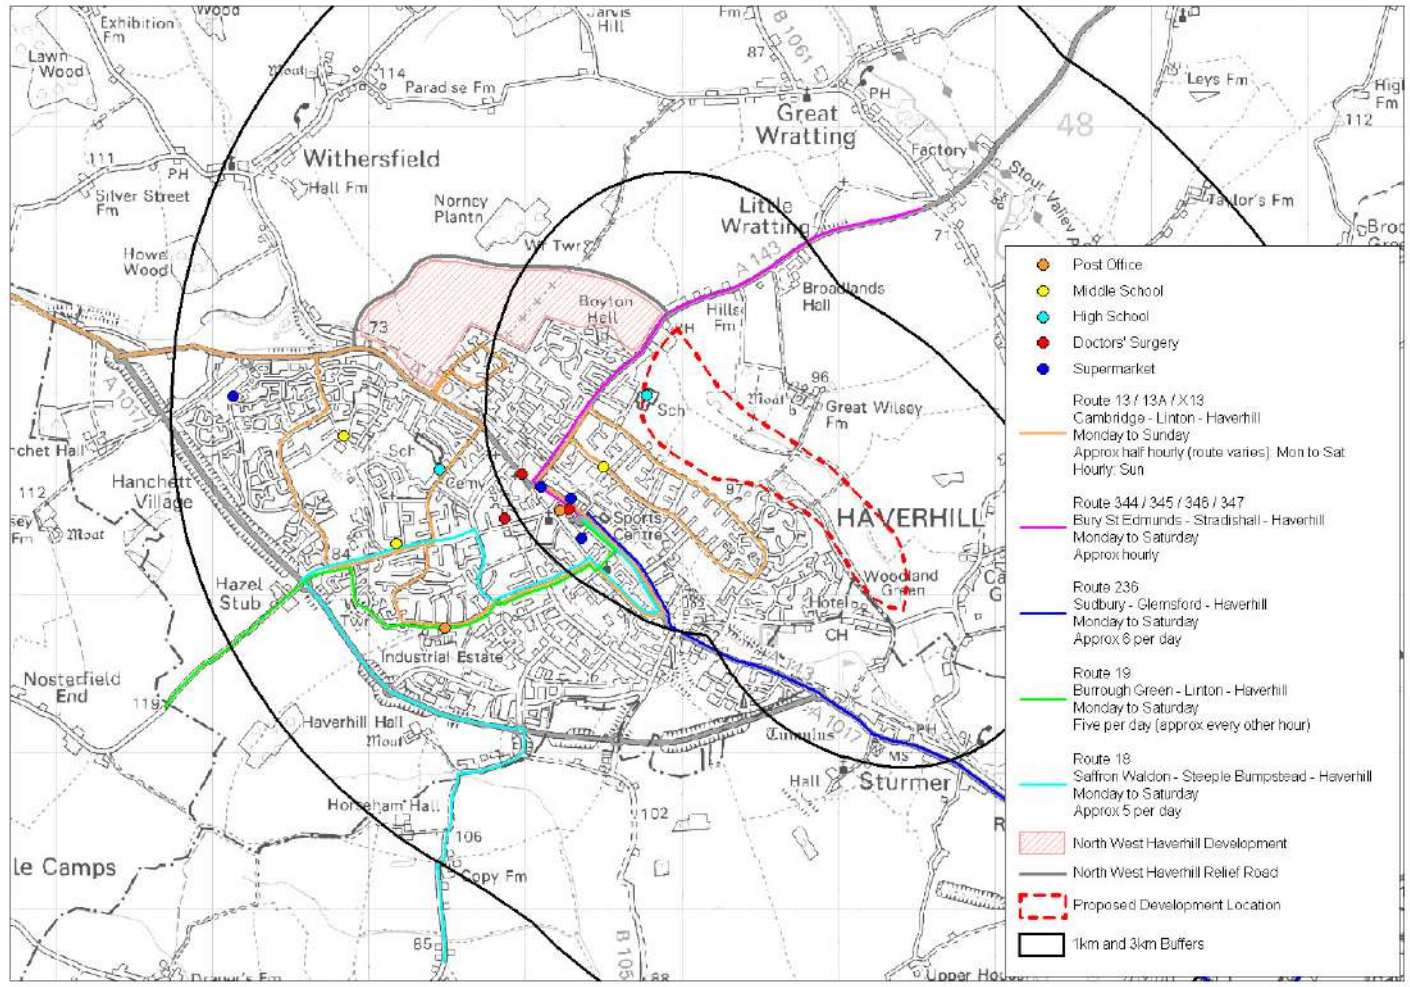 Exhibition
Fm
Wood
Lawn
Wood
Jarvis
Hill
Fm
B 1061
87
PH
Leys Fm
High
Fm
112
Moat
114
Paradise Fm
Great
Wratting
48
Withersfield
Factory
111
PH
Silver Street
Fm
Hall Fm
Stour Valley
Taylor's Fm
Norney
Plantn
Little
Wratting
71
Wr Twr
Howe
Wood
A 143
Broadlands
Hall
Boyton
Hall
Hills
Fm
73
PH
96
Moat
Great Wilsey
Fm
A 1017
Sch
Sch
Cemy
Hanchett
Village
112
Moat
97
HAVERHILL
Sports
Centre
84
Hazel
Stub
Woodland
Green
Hotel
CH
Industrial Estate
Nosterfield
End
119
Haverhill Hall
Moat
Tumulus
A 1017
PH
MS
Hall
Sturmer
Horseham Hall
102
106
le Camps
Copy Fm
85
B 105
88
Upper Hou
Post Office
Middle School
High School
Doctors' Surgery
Supermarket
Route 13 / 13A / X13
Cambridge - Linton - Haverhill
Monday to Sunday
Approx half hourly (route varies): Mon to Sat
Hourly: Sun
Route 344 / 345 / 346 / 347
Bury St Edmunds - Stradishall - Haverhill
Monday to Saturday
Approx hourly
Route 236
Sudbury - Glemsford - Haverhill
Monday to Saturday
Approx 6 per day
Route 19
Burrough Green - Linton - Haverhill
Monday to Saturday
Five per day (approx every other hour)
Route 18
Saffron Waldon - Steeple Bumpstead - Haverhill
Monday to Saturday
Approx 5 per day
North West Haverhill Development
North West Haverhill Relief Road
Proposed Development Location
1km and 3km Buffers